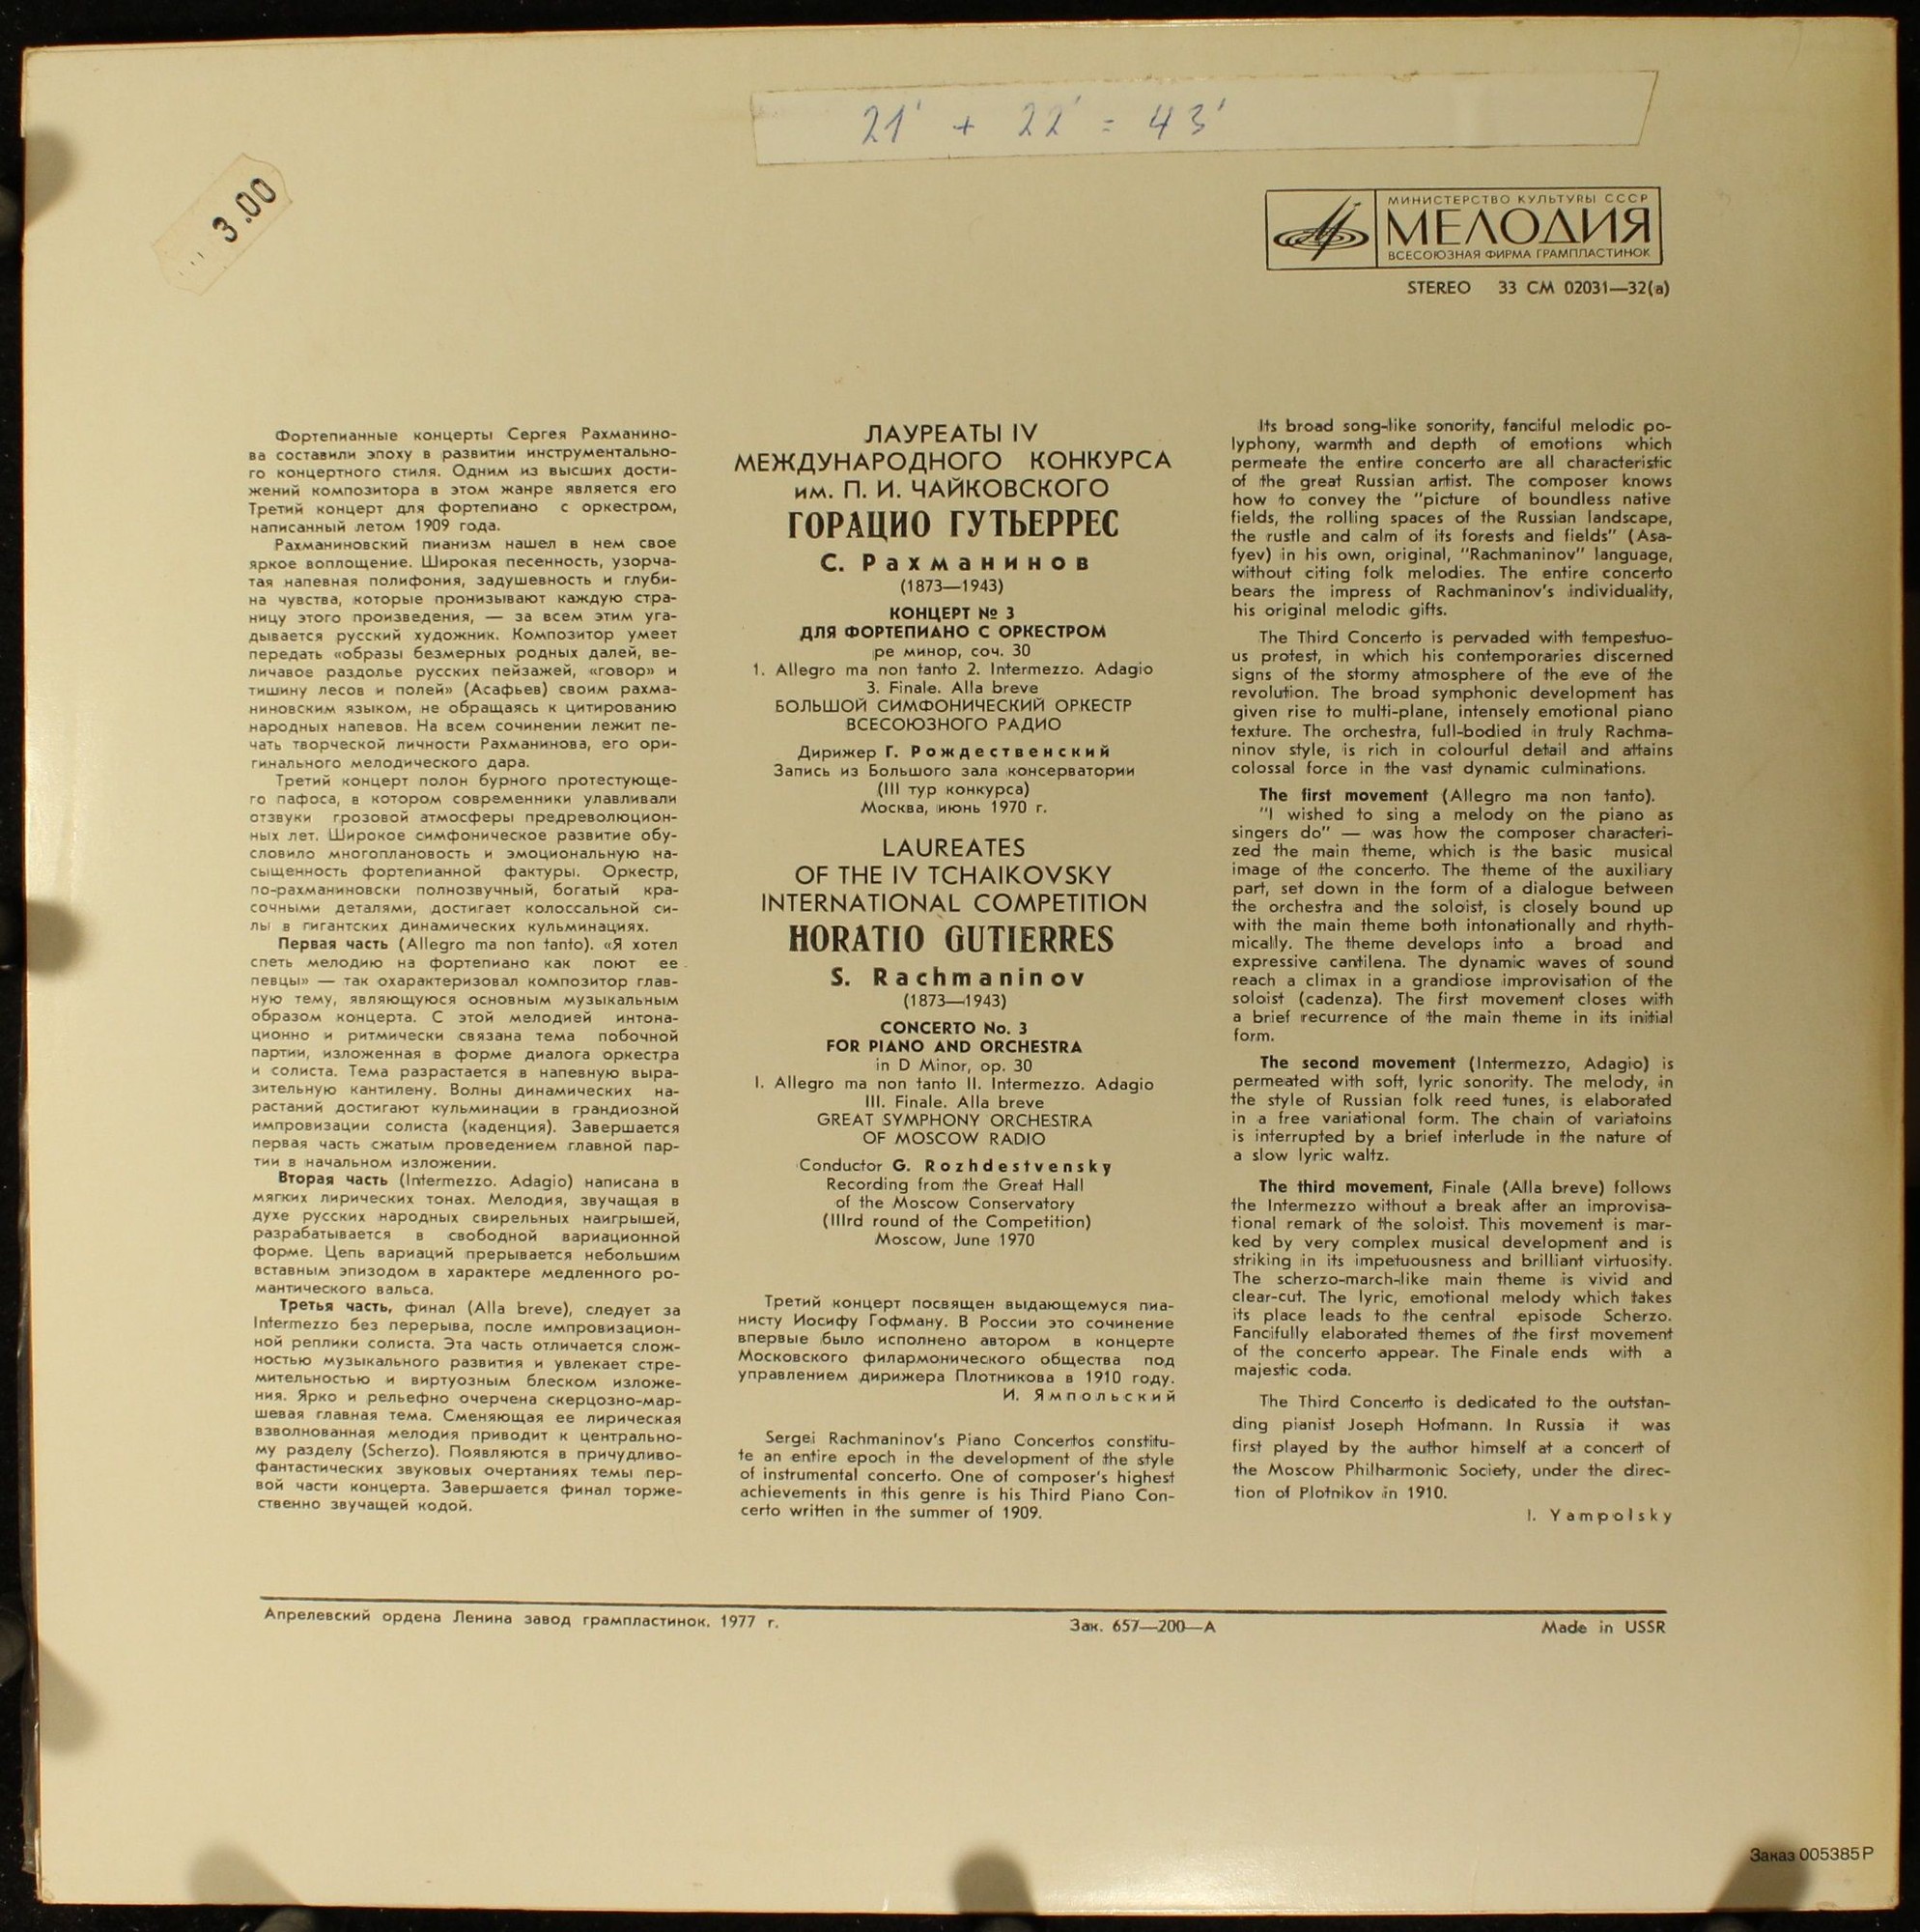 21' + 22' = 43'
3.00
МИНИСТЕРСТВО КУЛЬТУРЫ СССР
МЕЛОДИЯ
ВСЕСОЮЗНАЯ ФИРМА ГРАМПЛАСТИНОК
STEREO 33 СМ 02031—32(а)
Фортепианные концерты Сергея Рахманино-
ва составили эпоху в развитии инструментально-
го концертного стиля. Одним из высших дости-
жений композитора в этом жанре является его
Третий концерт для фортепиано с оркестром,
написанный летом 1909 года.
Рахманиновский пианизм нашел в нем свое
яркое воплощение. Широкая песенность, узорча-
тая напевная полифония, задушевность и глуби-
на чувства, которые пронизывают каждую стра-
ницу этого произведения, — за всем этим уга-
дывается русский художник. Композитор умеет
передать «образы безмерных родных далей, ве-
личавое раздолье русских пейзажей, «говор» и
тишину лесов и полей» (Асафьев) своим рахма-
ниновским языком, не обращаясь к цитированию
народных напевов. На всем сочинении лежит пе-
чать творческой личности Рахманинова, его ори-
гинального мелодического дара.
Третий концерт полон бурного протестующе-
го пафоса, в котором современники улавливали
отзвуки грозовой атмосферы предреволюцион-
ных лет. Широкое симфоническое развитие обу-
словило многоплановость и эмоциональную на-
сыщенность фортепианной фактуры. Оркестр,
по-рахманиновски полнозвучный, богатый кра-
сочными деталями, достигает колоссальной си-
лы в гигантских динамических кульминациях.
Первая часть (Allegro ma non tanto). «Я хотел
спеть мелодию на фортепиано как поют ее
певцы» — так охарактеризовал композитор глав-
ную тему, являющуюся основным музыкальным
образом концерта. С этой мелодией интона-
ционно и ритмически связана тема побочной
партии, изложенная в форме диалога оркестра
и солиста. Тема разрастается в напевную выра-
зительную кантилену. Волны динамических на-
растаний достигают кульминации в грандиозной
импровизации солиста (каденция). Завершается
первая часть сжатым проведением главной пар-
тии в начальном изложении.
Вторая часть (Intermezzo. Adagio) написана в
мягких лирических тонах. Мелодия, звучащая в
духе русских народных свирельных наигрышей,
разрабатывается в свободной вариационной
форме. Цепь вариаций прерывается небольшим
вставным эпизодом в характере медленного ро-
мантического вальса.
Третья часть, финал (Alla breve), следует за
Intermezzo без перерыва, после импровизацион-
ной реплики солиста. Эта часть отличается слож-
ностью музыкального развития и увлекает стре-
мительностью и виртуозным блеском изложе-
ния. Ярко и рельефно очерчена скерцозно-мар-
шевая главная тема. Сменяющая ее лирическая
взволнованная мелодия приводит к центрально-
му разделу (Scherzo). Появляются в причудливо-
фантастических звуковых очертаниях темы пер-
вой части концерта. Завершается финал торже-
ственно звучащей кодой.
ЛАУРЕАТЫ IV
МЕЖДУНАРОДНОГО КОНКУРСА
им. П. И. ЧАЙКОВСКОГО
ГОРАЦИО ГУТЬЕРРЕС
С. Рахманинов
(1873—1943)
КОНЦЕРТ № 3
ДЛЯ ФОРТЕПИАНО С ОРКЕСТРОМ
ре минор, соч. 30
1. Allegro ma non tanto 2. Intermezzo. Adagio
3. Finale. Alla breve
БОЛЬШОЙ СИМФОНИЧЕСКИЙ ОРКЕСТР
ВСЕСОЮЗНОГО РАДИО
Дирижер Г. Рождественский
Запись из Большого зала консерватории
(III тур конкурса)
Москва, июнь 1970 г.
LAUREATES
OF THE IV TCHAIKOVSKY
INTERNATIONAL COMPETITION
HORATIO GUTIERRES
S. Rachmaninov
(1873—1943)
CONCERTO No. 3
FOR PIANO AND ORCHESTRA
in D Minor, op. 30
I. Allegro ma non tanto II. Intermezzo. Adagio
III. Finale. Alla breve
GREAT SYMPHONY ORCHESTRA
OF MOSCOW RADIO
Conductor G. Rozhdestvensky
Recording from the Great Hall
of the Moscow Conservatory
(IIIrd round of the Competition)
Moscow, June 1970
Третий концерт посвящен выдающемуся пиа-
нисту Иосифу Гофману. В России это сочинение
впервые было исполнено автором в концерте
Московского филармонического общества под
управлением дирижера Плотникова в 1910 году.
И. Ямпольский
Sergei Rachmaninov's Piano Concertos constitu-
te an entire epoch in the development of the style
of instrumental concerto. One of composer's highest
achievements in this genre is his Third Piano Con-
certo written in the summer of 1909.
Its broad song-like sonority, fanciful melodic po-
lyphony, warmth and depth of emotions which
permeate the entire concerto are all characteristic
of the great Russian artist. The composer knows
how to convey the "picture of boundless native
fields, the rolling spaces of the Russian landscape,
the rustle and calm of its forests and fields" (Asa-
fyev) in his own, original, "Rachmaninov" language,
without citing folk melodies. The entire concerto
bears the impress of Rachmaninov's individuality,
his original melodic gifts.
The Third Concerto is pervaded with tempestuo-
us protest, in which his contemporaries discerned
signs of the stormy atmosphere of the eve of the
revolution. The broad symphonic development has
given rise to multi-plane, intensely emotional piano
texture. The orchestra, full-bodied in truly Rachma-
ninov style, is rich in colourful detail and attains
colossal force in the vast dynamic culminations.
The first movement (Allegro ma non tanto).
"I wished to sing a melody on the piano as
singers do" — was how the composer characteri-
zed the main theme, which is the basic musical
image of the concerto. The theme of the auxiliary
part, set down in the form of a dialogue between
the orchestra and the soloist, is closely bound up
with the main theme both intonationally and rhyth-
mically. The theme develops into a broad and
expressive cantilena. The dynamic waves of sound
reach a climax in a grandiose improvisation of the
soloist (cadenza). The first movement closes with
a brief recurrence of the main theme in its initial
form.
The second movement (Intermezzo, Adagio) is
permeated with soft, lyric sonority. The melody, in
the style of Russian folk reed tunes, is elaborated
in a free variational form. The chain of variatoins
is interrupted by a brief interlude in the nature of
a slow lyric waltz.
The third movement, Finale (Alla breve) follows
the Intermezzo without a break after an improvisa-
tional remark of the soloist. This movement is mar-
ked by very complex musical development and is
striking in its impetuousness and brilliant virtuosity.
The scherzo-march-like main theme is vivid and
clear-cut. The lyric, emotional melody which takes
its place leads to the central episode Scherzo.
Fancifully elaborated themes of the first movement
of the concerto appear. The Finale ends with a
majestic coda.
The Third Concerto is dedicated to the outstan-
ding pianist Joseph Hofmann. In Russia it was
first played by the author himself at a concert of
the Moscow Philharmonic Society, under the direc-
tion of Plotnikov in 1910.
I. Yampolsky
Апрелевский ордена Ленина завод грампластинок. 1977 г.
Зак. 657—200—А
Made in USSR
Заказ 005385Р